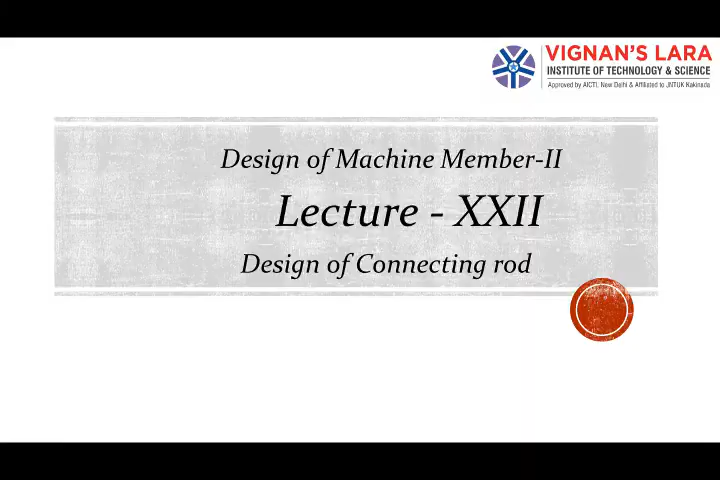 VIGNAN'S LARA
INSTITUTE OF TECHNOLOGY & SCIENCE
Approved by AICTI, New Delhi & Affiliated to JNTUK Kakinada
Design of Machine Member-II
Lecture - XXII
Design of Connecting rod